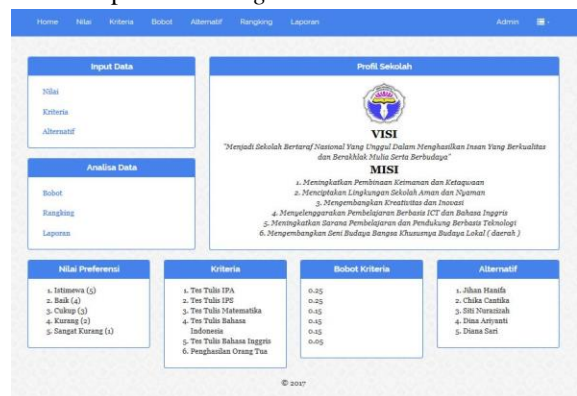 Home Nilai Kriteria Bobot Alternatif Rangking Laporan Admin
Input Data
Nilai
Kriteria
Alternatif
Analisa Data
Bobot
Rangking
Laporan
Profil Sekolah
VISI
"Menjadi Sekolah Bertaraf Nasional Yang Unggul Dalam Menghasilkan Insan Yang Berkualitas
dan Berakhlak Mulia Serta Berbudaya"
MISI
1. Meningkatkan Pembinaan Keimanan dan Ketaqwaan
2. Menciptakan Lingkungan Sekolah Aman dan Nyaman
3. Mengembangkan Kreativitas dan Inovasi
4. Menyelenggarakan Pembelajaran Berbasis ICT dan Bahasa Inggris
5. Meningkatkan Sarana Pembelajaran dan Pendukung Berbasis Teknologi
6. Mengembangkan Seni Budaya Bangsa Khususnya Budaya Lokal ( daerah )
Nilai Preferensi
1. Istimewa (5)
2. Baik (4)
3. Cukup (3)
4. Kurang (2)
5. Sangat Kurang (1)
Kriteria
1. Tes Tulis IPA
2. Tes Tulis IPS
3. Tes Tulis Matematika
4. Tes Tulis Bahasa
Indonesia
5. Tes Tulis Bahasa Inggris
6. Penghasilan Orang Tua
Bobot Kriteria
0.25
0.25
0.15
0.15
0.15
0.05
Alternatif
1. Jihan Hanifa
2. Chika Cantika
3. Siti Nurazizah
4. Dina Ariyanti
5. Diana Sari
© 2017